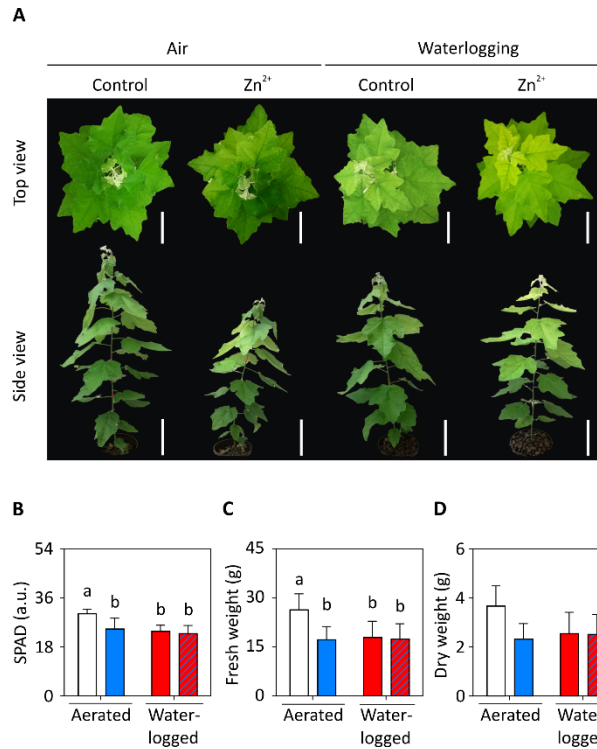 A
Air Waterlogging
Control Zn²⁺ Control Zn²⁺
Top view
Side view
B C D
54 45 6
36 30 4
18 15 2
0 0 0
SPAD (a.u.)
Fresh weight (g)
Dry weight (g)
a b b b
a b b b
Aerated Water-logged
Aerated Water-logged
Aerated